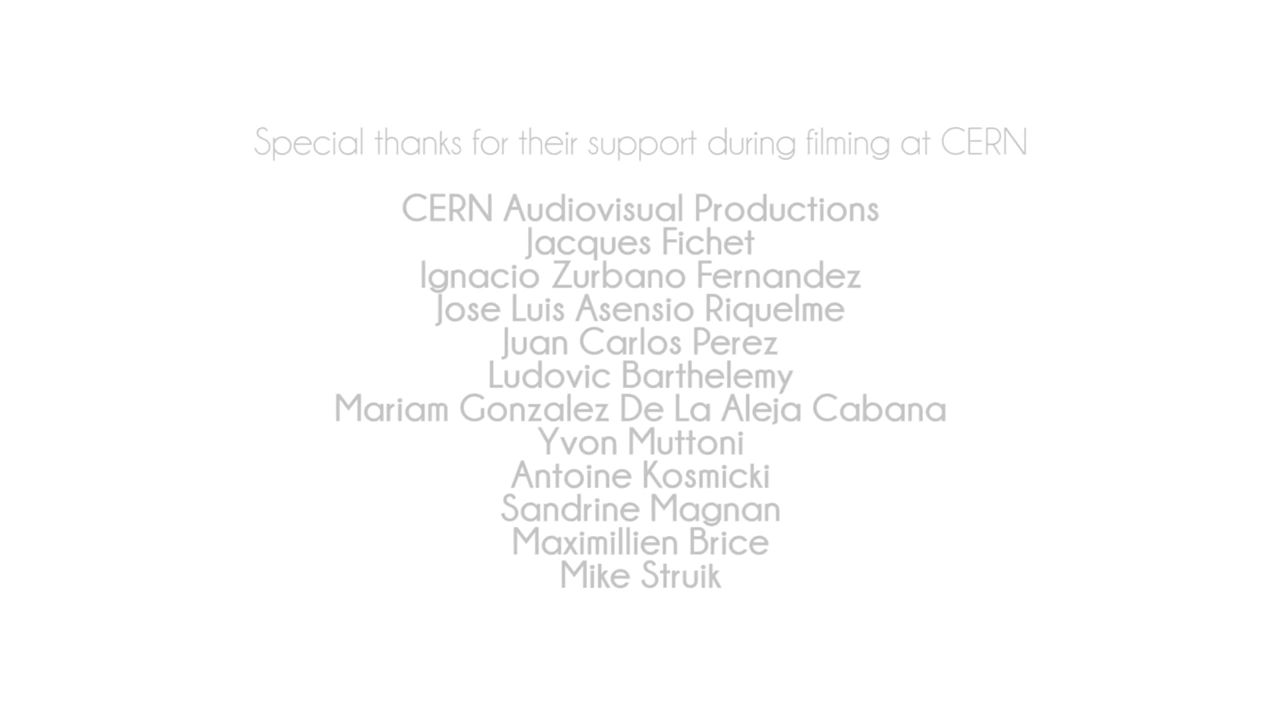 Special thanks for their support during filming at CERN
CERN Audiovisual Productions
Jacques Fichet
Ignacio Zurbano Fernandez
Jose Luis Asensio Riquelme
Juan Carlos Perez
Ludovic Barthelemy
Mariam Gonzalez De La Aleja Cabana
Yvon Muttoni
Antoine Kosmicki
Sandrine Magnan
Maximillien Brice
Mike Struik